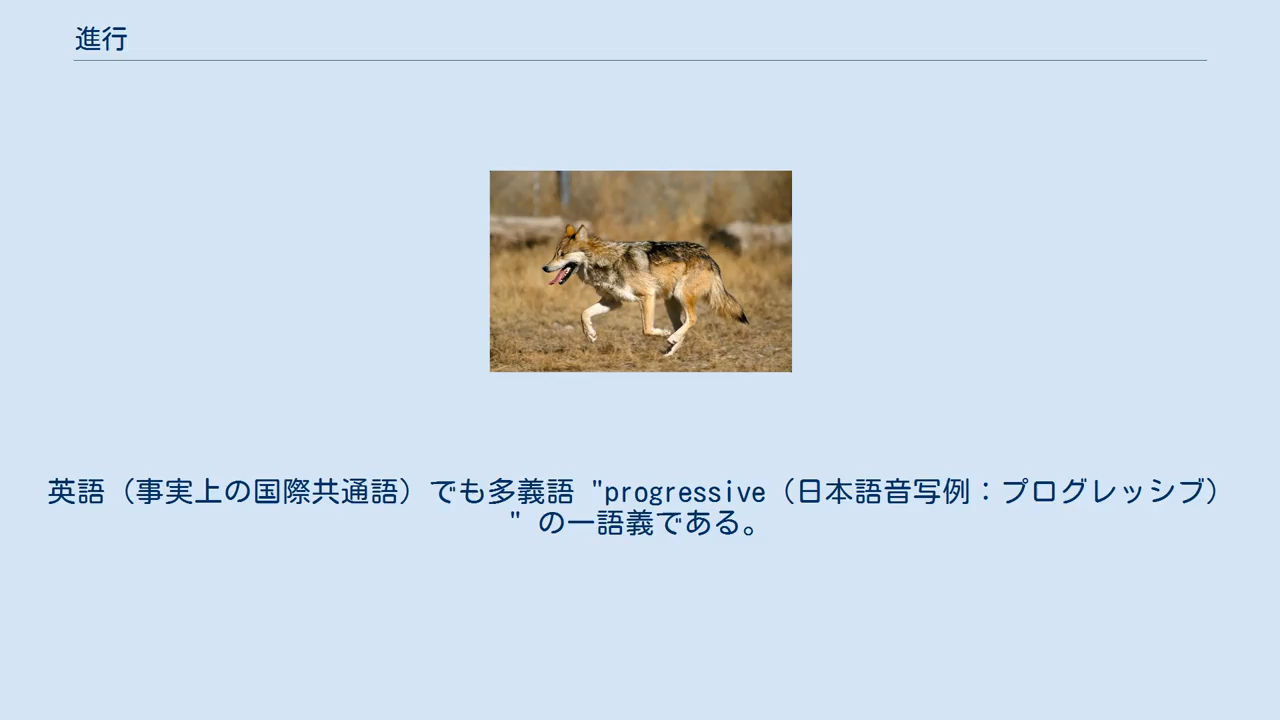 進行
英語（事実上の国際共通語）でも多義語 "progressive（日本語音写例：プログレッシブ）
" の一語義である。